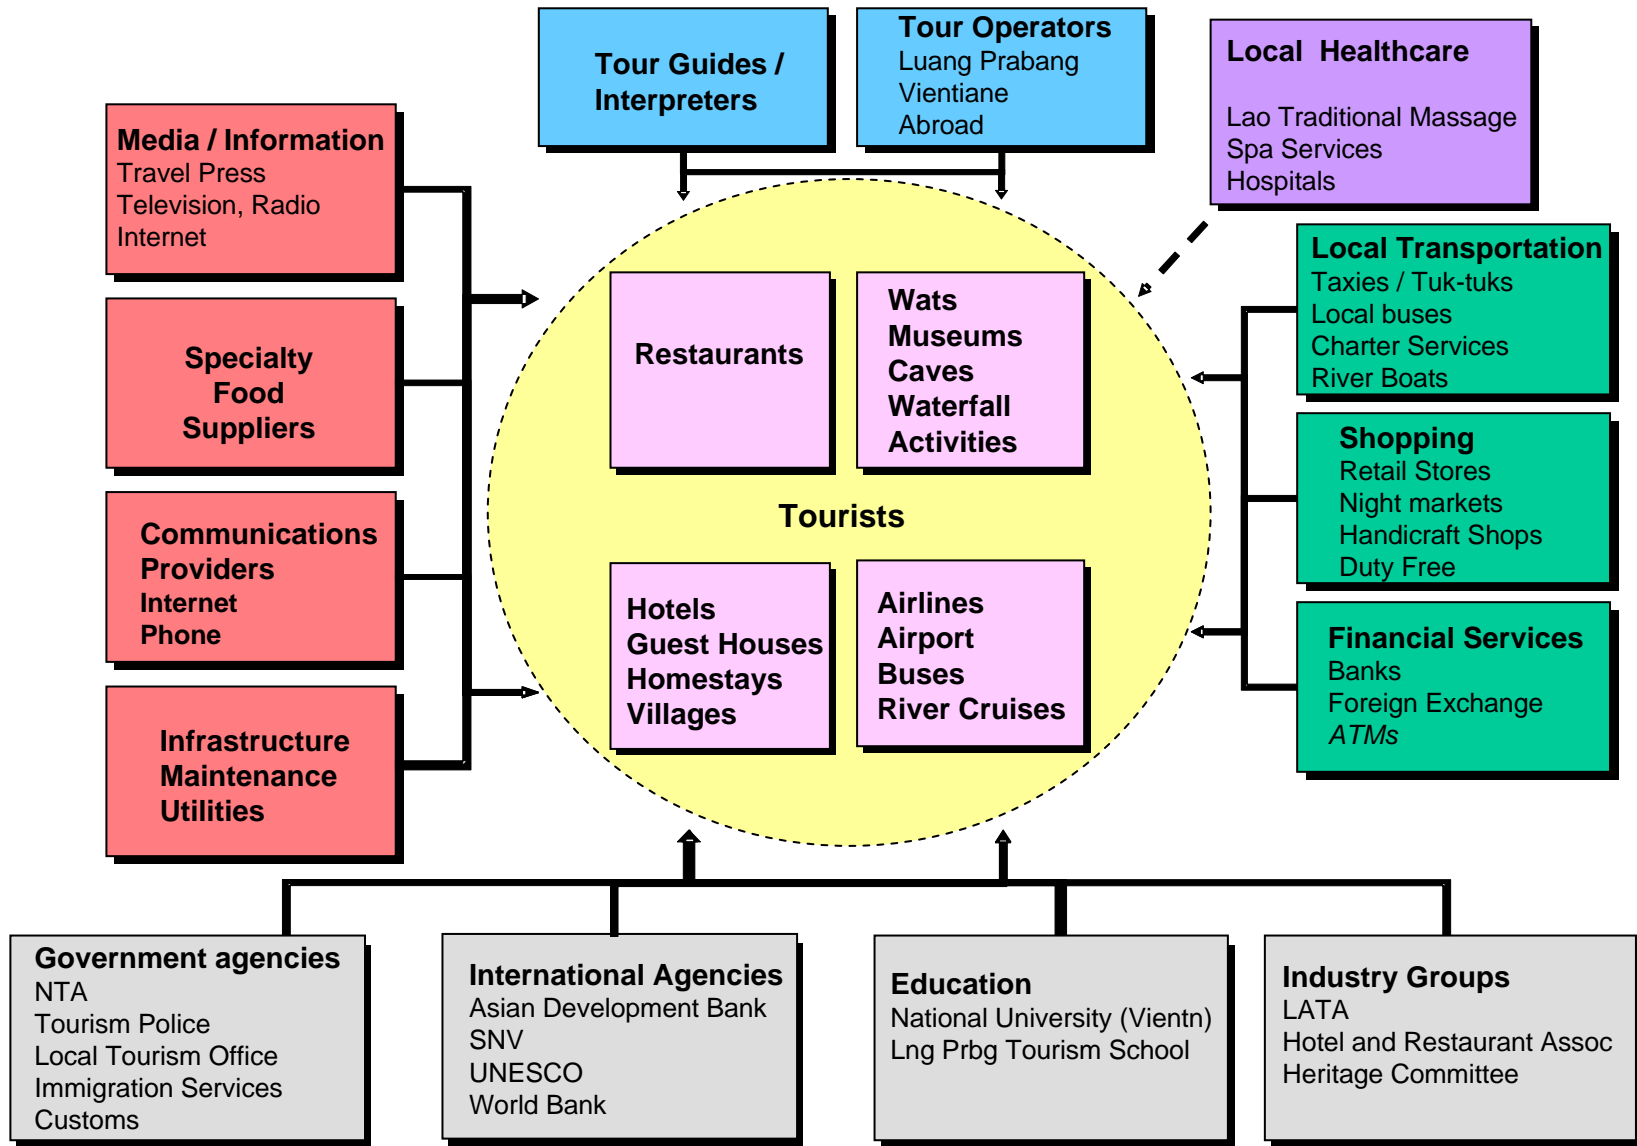 Tour Guides /
Interpreters
Tour Operators
Luang Prabang
Vientiane
Abroad
Local Healthcare
Lao Traditional Massage
Spa Services
Hospitals
Media / Information
Travel Press
Television, Radio
Internet
Specialty
Food
Suppliers
Communications
Providers
Internet
Phone
Infrastructure
Maintenance
Utilities
Restaurants
Wats
Museums
Caves
Waterfall
Activities
Tourists
Hotels
Guest Houses
Homestays
Villages
Airlines
Airport
Buses
River Cruises
Local Transportation
Taxies / Tuk-tuks
Local buses
Charter Services
River Boats
Shopping
Retail Stores
Night markets
Handicraft Shops
Duty Free
Financial Services
Banks
Foreign Exchange
ATMs
Government agencies
NTA
Tourism Police
Local Tourism Office
Immigration Services
Customs
International Agencies
Asian Development Bank
SNV
UNESCO
World Bank
Education
National University (Vientn)
Lng Prbg Tourism School
Industry Groups
LATA
Hotel and Restaurant Assoc
Heritage Committee